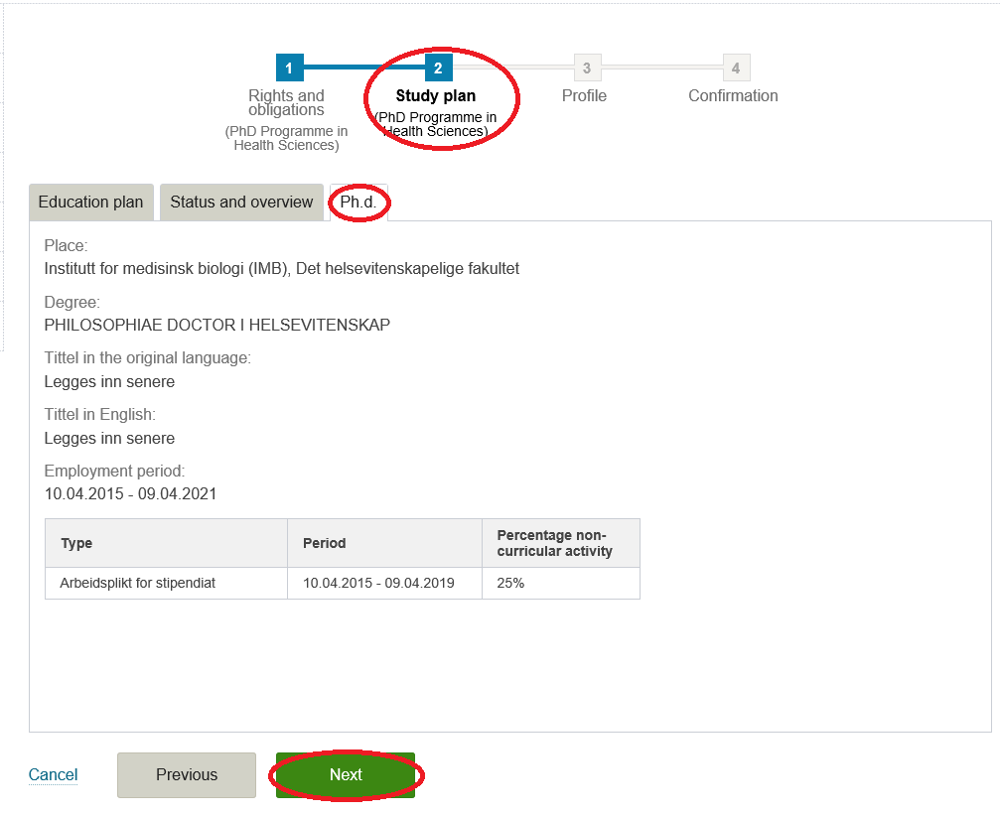 1
2
3
4
Rights and
obligations
(PhD Programme in
Health Sciences)
Study plan
(PhD Programme in
Health Sciences)
Profile
Confirmation
Education plan
Status and overview
Ph.d.
Place:
Institutt for medisinsk biologi (IMB), Det helsevitenskapelige fakultet
Degree:
PHILOSOPHIAE DOCTOR I HELSEVITENSKAP
Tittel in the original language:
Legges inn senere
Tittel in English:
Legges inn senere
Employment period:
10.04.2015 - 09.04.2021
Type
Period
Percentage non-
curricular activity
Arbeidsplikt for stipendiat
10.04.2015 - 09.04.2019
25%
Cancel
Previous
Next